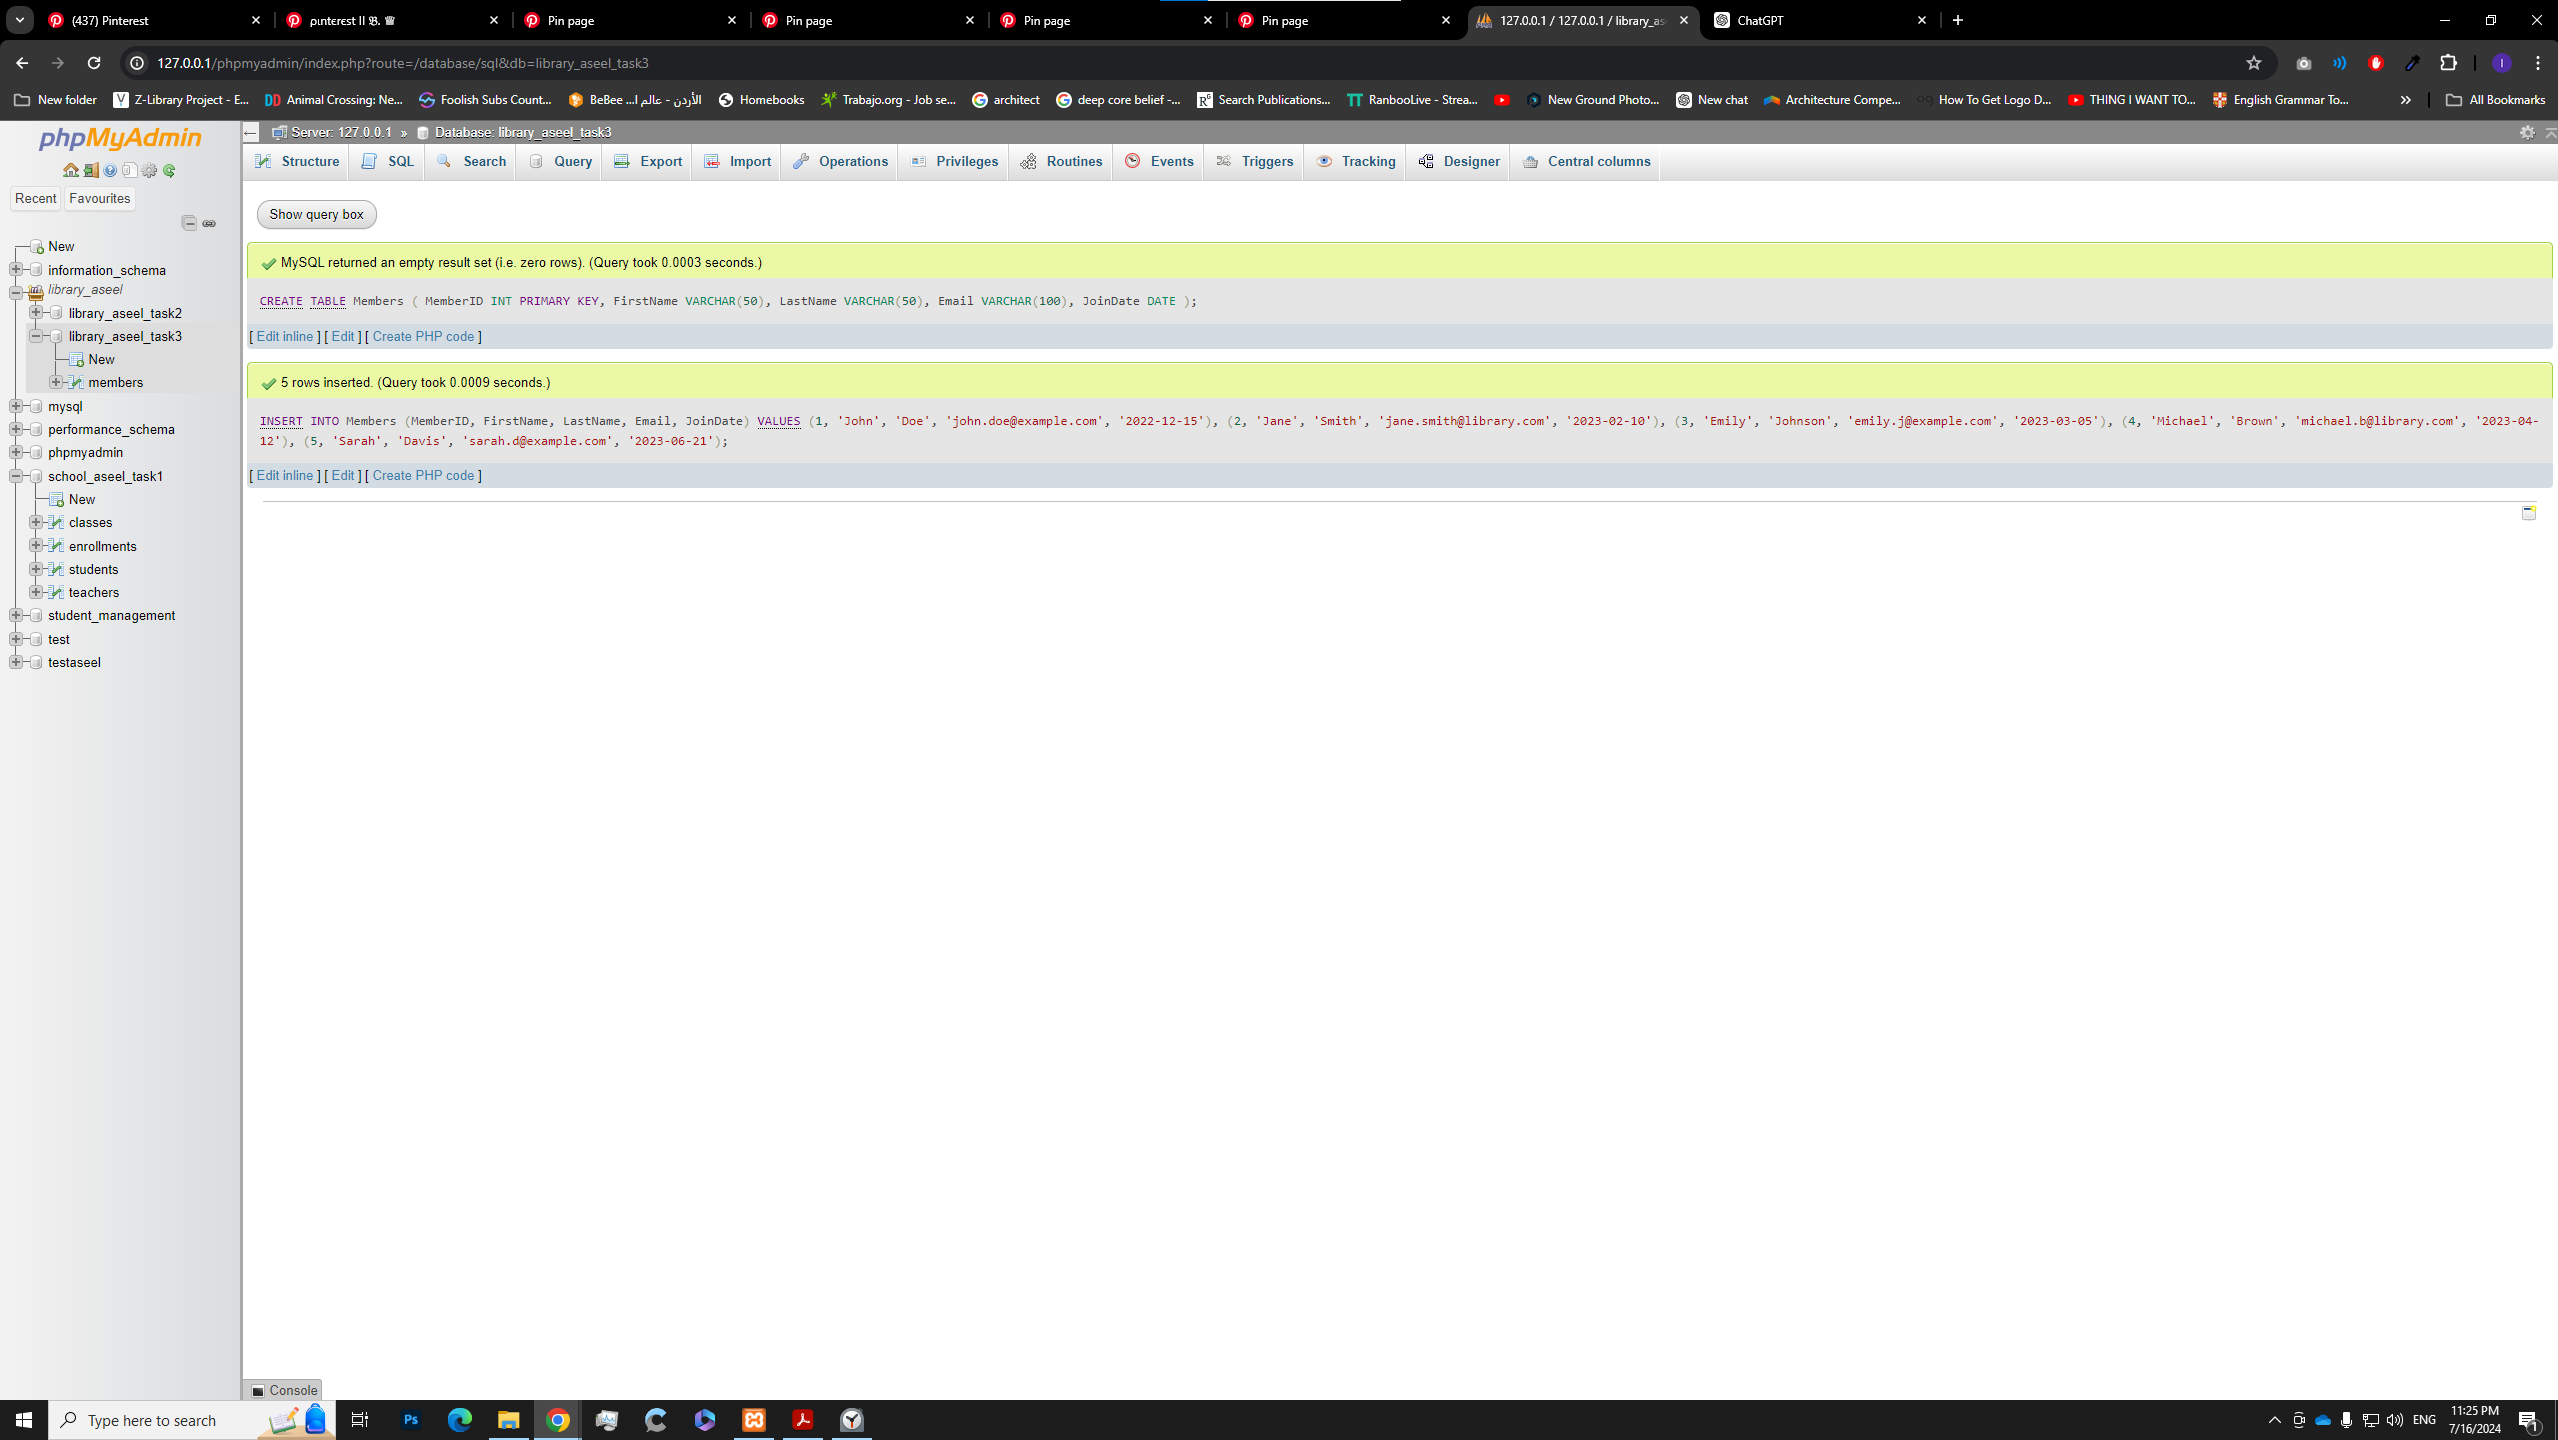 (437) Pinterest
Pin page
Pin page
Pin page
Pin page
127.0.0.1 / 127.0.0.1 / library_as
ChatGPT
127.0.0.1/phpmyadmin/index.php?route=/database/sql&db=library_aseel_task3
New folder
Z-Library Project - E...
Animal Crossing: Ne...
Foolish Subs Count...
BeBee الأردن - عالم ا...
Homebooks
Trabajo.org - Job se...
architect
deep core belief -...
Search Publications...
RanbooLive - Strea...
New Ground Photo...
New chat
Architecture Compe...
How To Get Logo D...
THING I WANT TO...
English Grammar To...
All Bookmarks
phpMyAdmin
Recent
Favourites
New
information_schema
library_aseel
library_aseel_task2
library_aseel_task3
New
members
mysql
performance_schema
phpmyadmin
school_aseel_task1
New
classes
enrollments
students
teachers
student_management
test
testaseel
Server: 127.0.0.1 » Database: library_aseel_task3
Structure SQL Search Query Export Import Operations Privileges Routines Events Triggers Tracking Designer Central columns
Show query box
MySQL returned an empty result set (i.e. zero rows). (Query took 0.0003 seconds.)
CREATE TABLE Members ( MemberID INT PRIMARY KEY, FirstName VARCHAR(50), LastName VARCHAR(50), Email VARCHAR(100), JoinDate DATE );
[ Edit inline ] [ Edit ] [ Create PHP code ]
5 rows inserted. (Query took 0.0009 seconds.)
INSERT INTO Members (MemberID, FirstName, LastName, Email, JoinDate) VALUES (1, 'John', 'Doe', 'john.doe@example.com', '2022-12-15'), (2, 'Jane', 'Smith', 'jane.smith@library.com', '2023-02-10'), (3, 'Emily', 'Johnson', 'emily.j@example.com', '2023-03-05'), (4, 'Michael', 'Brown', 'michael.b@library.com', '2023-04-
12'), (5, 'Sarah', 'Davis', 'sarah.d@example.com', '2023-06-21');
[ Edit inline ] [ Edit ] [ Create PHP code ]
Console
Type here to search
Ps
ENG
11:25 PM
7/16/2024
1